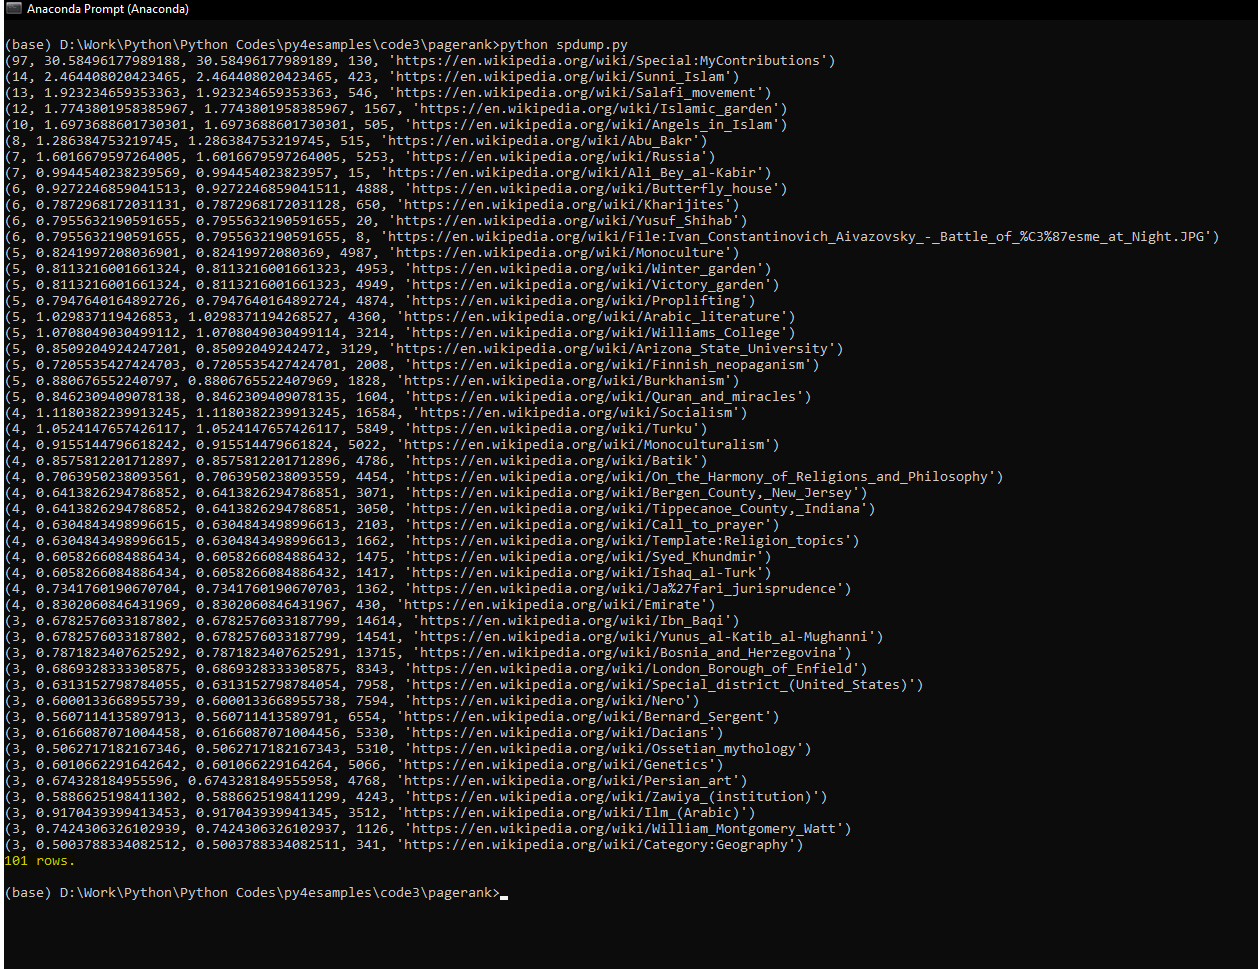 Anaconda Prompt (Anaconda)
(base) D:\Work\Python\Python Codes\py4esamples\code3\pagerank>python spdump.py
(97, 30.58496177989188, 30.58496177989189, 130, 'https://en.wikipedia.org/wiki/Special:MyContributions')
(14, 2.464408020423465, 2.464408020423465, 423, 'https://en.wikipedia.org/wiki/Sunni_Islam')
(13, 1.923234659353363, 1.923234659353363, 546, 'https://en.wikipedia.org/wiki/Salafi_movement')
(12, 1.7743801958385967, 1.7743801958385967, 1567, 'https://en.wikipedia.org/wiki/Islamic_garden')
(10, 1.6973688601730301, 1.6973688601730301, 505, 'https://en.wikipedia.org/wiki/Angels_in_Islam')
(8, 1.286384753219745, 1.286384753219745, 515, 'https://en.wikipedia.org/wiki/Abu_Bakr')
(7, 1.6016679597264005, 1.6016679597264005, 5253, 'https://en.wikipedia.org/wiki/Russia')
(7, 0.9944540238239569, 0.994454023823957, 15, 'https://en.wikipedia.org/wiki/Ali_Bey_al-Kabir')
(6, 0.9272246859041513, 0.9272246859041511, 4888, 'https://en.wikipedia.org/wiki/Butterfly_house')
(6, 0.7872968172031131, 0.7872968172031128, 650, 'https://en.wikipedia.org/wiki/Kharijites')
(6, 0.7955632190591655, 0.7955632190591655, 20, 'https://en.wikipedia.org/wiki/Yusuf_Shihab')
(6, 0.7955632190591655, 0.7955632190591655, 8, 'https://en.wikipedia.org/wiki/File:Ivan_Constantinovich_Aivazovsky_-_Battle_of_%C3%87esme_at_Night.JPG')
(5, 0.8241997208036901, 0.82419972080369, 4987, 'https://en.wikipedia.org/wiki/Monoculture')
(5, 0.8113216001661324, 0.8113216001661323, 4953, 'https://en.wikipedia.org/wiki/Winter_garden')
(5, 0.8113216001661324, 0.8113216001661323, 4949, 'https://en.wikipedia.org/wiki/Victory_garden')
(5, 0.7947640164892726, 0.7947640164892724, 4874, 'https://en.wikipedia.org/wiki/Proplifting')
(5, 1.029837119426853, 1.0298371194268527, 4360, 'https://en.wikipedia.org/wiki/Arabic_literature')
(5, 1.0708049030499112, 1.0708049030499114, 3214, 'https://en.wikipedia.org/wiki/Williams_College')
(5, 0.8509204924247201, 0.85092049242472, 3129, 'https://en.wikipedia.org/wiki/Arizona_State_University')
(5, 0.7205535427424703, 0.7205535427424701, 2008, 'https://en.wikipedia.org/wiki/Finnish_neopaganism')
(5, 0.880676552240797, 0.8806765522407969, 1828, 'https://en.wikipedia.org/wiki/Burkhanism')
(5, 0.8462309409078138, 0.8462309409078135, 1604, 'https://en.wikipedia.org/wiki/Quran_and_miracles')
(4, 1.1180382239913245, 1.1180382239913245, 16584, 'https://en.wikipedia.org/wiki/Socialism')
(4, 1.0524147657426117, 1.0524147657426117, 5849, 'https://en.wikipedia.org/wiki/Turku')
(4, 0.9155144796618242, 0.915514479661824, 5022, 'https://en.wikipedia.org/wiki/Monoculturalism')
(4, 0.8575812201712897, 0.8575812201712896, 4786, 'https://en.wikipedia.org/wiki/Batik')
(4, 0.7063950238093561, 0.7063950238093559, 4454, 'https://en.wikipedia.org/wiki/On_the_Harmony_of_Religions_and_Philosophy')
(4, 0.6413826294786852, 0.6413826294786851, 3071, 'https://en.wikipedia.org/wiki/Bergen_County,_New_Jersey')
(4, 0.6413826294786852, 0.6413826294786851, 3050, 'https://en.wikipedia.org/wiki/Tippecanoe_County,_Indiana')
(4, 0.6304843498996615, 0.6304843498996613, 2103, 'https://en.wikipedia.org/wiki/Call_to_prayer')
(4, 0.6304843498996615, 0.6304843498996613, 1662, 'https://en.wikipedia.org/wiki/Template:Religion_topics')
(4, 0.6058266084886434, 0.6058266084886432, 1475, 'https://en.wikipedia.org/wiki/Syed_Khundmir')
(4, 0.6058266084886434, 0.6058266084886432, 1417, 'https://en.wikipedia.org/wiki/Ishaq_al-Turk')
(4, 0.7341760190670704, 0.7341760190670703, 1362, 'https://en.wikipedia.org/wiki/Ja%27fari_jurisprudence')
(4, 0.8302060846431969, 0.8302060846431967, 430, 'https://en.wikipedia.org/wiki/Emirate')
(3, 0.6782576033187802, 0.6782576033187799, 14614, 'https://en.wikipedia.org/wiki/Ibn_Baqi')
(3, 0.6782576033187802, 0.6782576033187799, 14541, 'https://en.wikipedia.org/wiki/Yunus_al-Katib_al-Mughanni')
(3, 0.7871823407625292, 0.7871823407625291, 13715, 'https://en.wikipedia.org/wiki/Bosnia_and_Herzegovina')
(3, 0.6869328333305875, 0.6869328333305875, 8343, 'https://en.wikipedia.org/wiki/London_Borough_of_Enfield')
(3, 0.6313152798784055, 0.6313152798784054, 7958, 'https://en.wikipedia.org/wiki/Special_district_(United_States)')
(3, 0.6000133668955739, 0.6000133668955738, 7594, 'https://en.wikipedia.org/wiki/Nero')
(3, 0.5607114135897913, 0.560711413589791, 6554, 'https://en.wikipedia.org/wiki/Bernard_Sergent')
(3, 0.6166087071004458, 0.6166087071004456, 5330, 'https://en.wikipedia.org/wiki/Dacians')
(3, 0.5062717182167346, 0.5062717182167343, 5310, 'https://en.wikipedia.org/wiki/Ossetian_mythology')
(3, 0.6010662291642642, 0.601066229164264, 5066, 'https://en.wikipedia.org/wiki/Genetics')
(3, 0.674328184955596, 0.6743281849555958, 4768, 'https://en.wikipedia.org/wiki/Persian_art')
(3, 0.5886625198411302, 0.5886625198411299, 4243, 'https://en.wikipedia.org/wiki/Zawiya_(institution)')
(3, 0.9170439399413453, 0.917043939941345, 3512, 'https://en.wikipedia.org/wiki/Ilm_(Arabic)')
(3, 0.7424306326102939, 0.7424306326102937, 1126, 'https://en.wikipedia.org/wiki/William_Montgomery_Watt')
(3, 0.5003788334082512, 0.5003788334082511, 341, 'https://en.wikipedia.org/wiki/Category:Geography')
101 rows.
(base) D:\Work\Python\Python Codes\py4esamples\code3\pagerank>